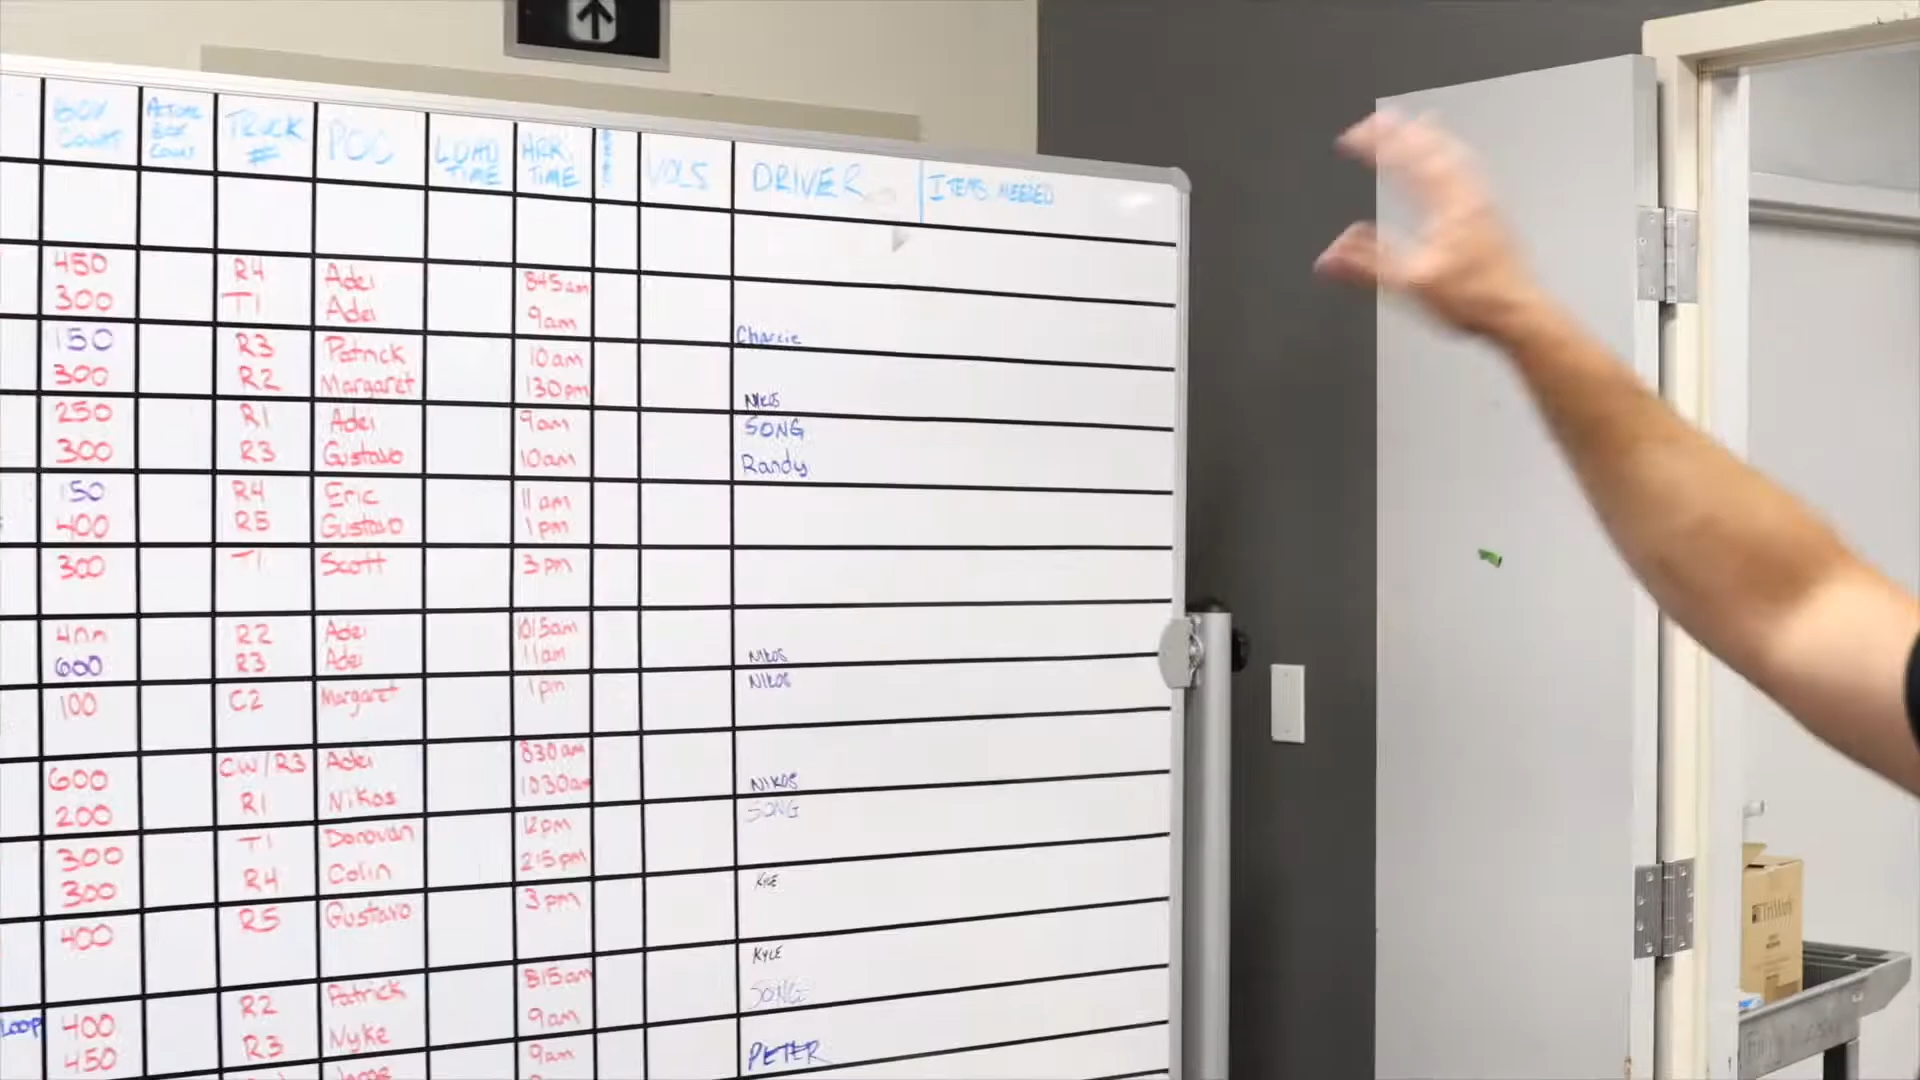 BOX COUNT | ACTUAL BOX COUNT | TRUCK # | POC | LOAD TIME | ARR. TIME | VOLS | DRIVER | ITEMS NEEDED
450 | R4 | Adei | 845am
300 | T1 | Adei | 9am | Charlie
150 | R3 | Patrick | 10am
300 | R2 | Margaret | 130pm | NIKOS
250 | R1 | Adei | 9am | SONG
300 | R3 | Gustavo | 10am | Randy
150 | R4 | Eric | 11am
400 | R5 | Gustavo | 1pm
300 | T1 | Scott | 3pm
R2 | Adei | 1015am | NIKOS
600 | R3 | Adei | 11am | NIKOS
100 | C2 | Margaret | 1pm
600 | CW/R3 | Adei | 830am | NIKOS
200 | R1 | Nikos | 1030am | SONG
300 | T1 | Donovan | 12pm
300 | R4 | Colin | 215pm | KYLE
400 | R5 | Gustavo | 3pm
KYLE
R2 | Patrick | 815am | SONG
Loop | 400 | R3 | Nyke | 9am
450 | 9am | PETER